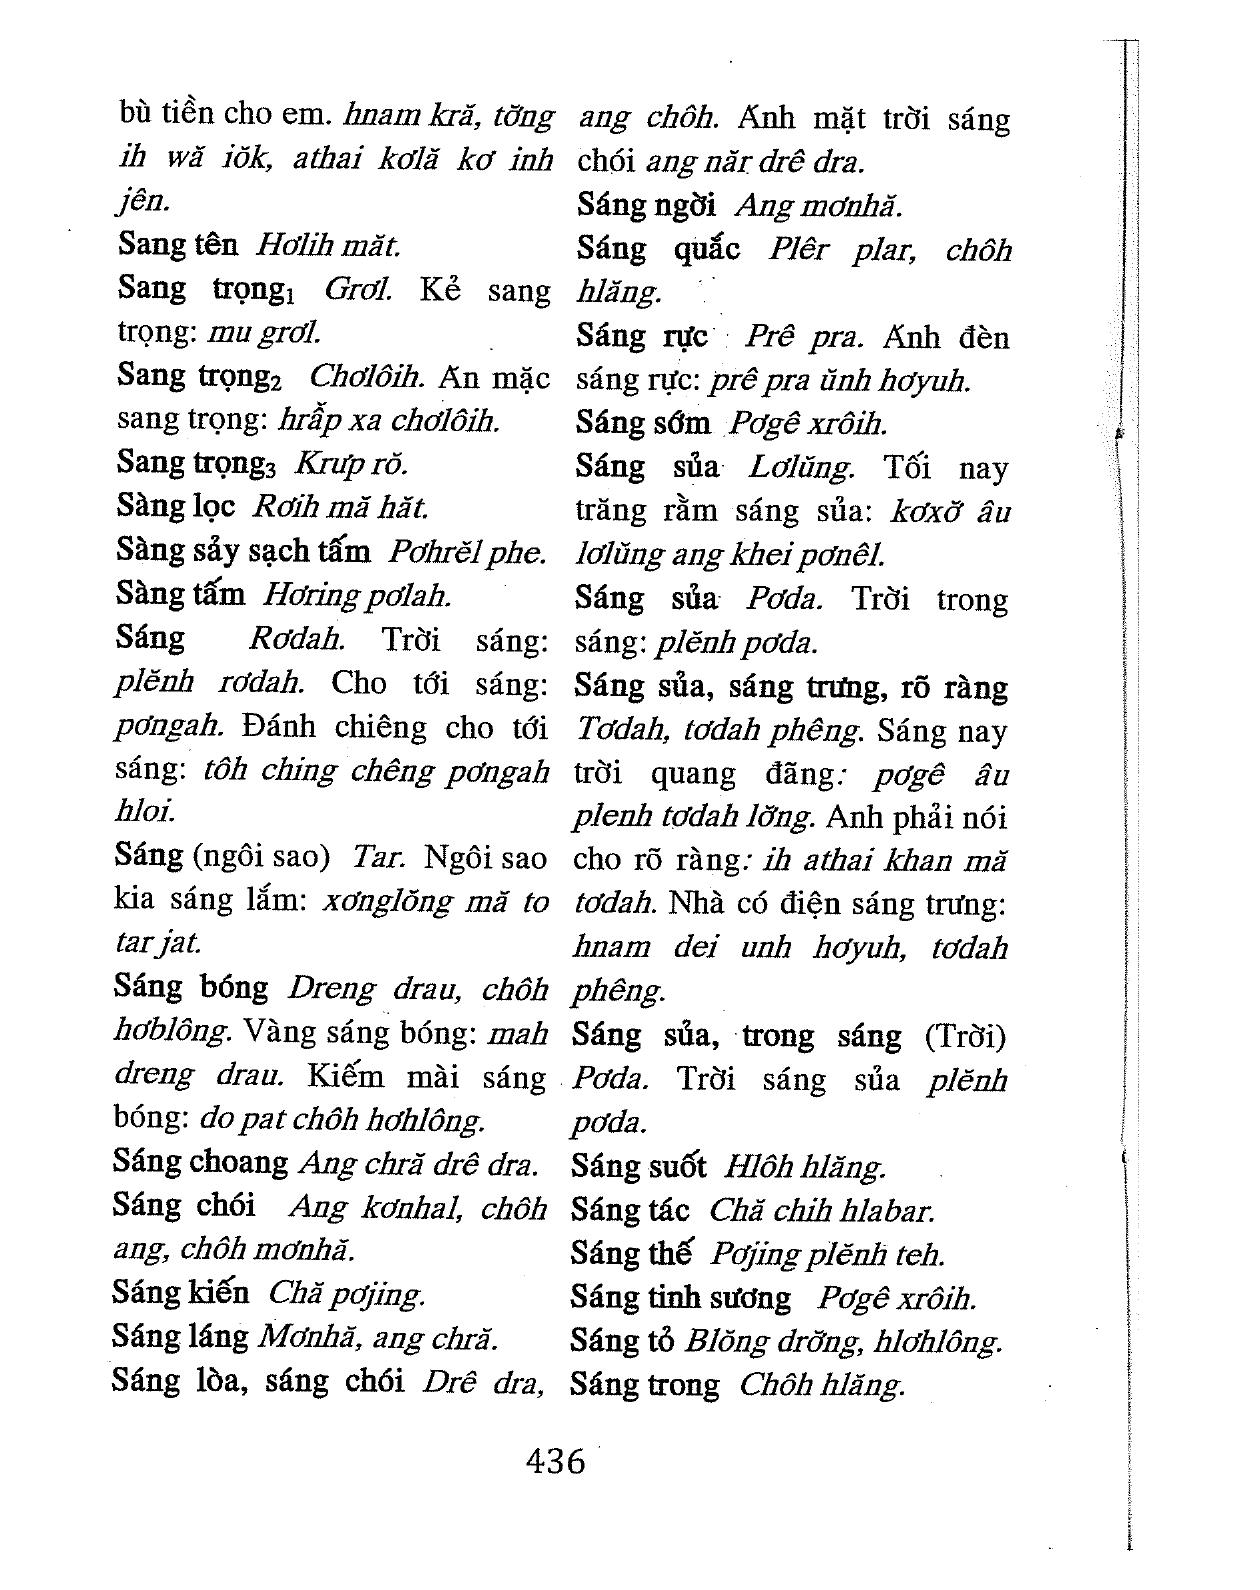 bù tiền cho em. hnam kră, tơ̆ng
ih wă iŏk, athai kơlă kơ inh
jên.
Sang tên Hơlih măt.
Sang trọng₁ Grơl. Kẻ sang
trọng: mu grơl.
Sang trọng₂ Chơlôih. Ăn mặc
sang trọng: hrăp xa chơlôih.
Sang trọng₃ Krưp rŏ.
Sàng lọc Rơih mă hăt.
Sàng sảy sạch tấm Pơhrĕl phe.
Sàng tấm Hơring pơlah.
Sáng Rơdah. Trời sáng:
plĕnh rơdah. Cho tới sáng:
pơngah. Đánh chiêng cho tới
sáng: tôh ching chêng pơngah
hloi.
Sáng (ngôi sao) Tar. Ngôi sao
kia sáng lắm: xơnglŏng mă to
tar jat.
Sáng bóng Dreng drau, chôh
hơblông. Vàng sáng bóng: mah
dreng drau. Kiếm mài sáng
bóng: do pat chôh hơhlông.
Sáng choang Ang chră drê dra.
Sáng chói Ang kơnhal, chôh
ang, chôh mơnhă.
Sáng kiến Chă pơjing.
Sáng láng Mơnhă, ang chră.
Sáng lòa, sáng chói Drê dra,
ang chôh. Ánh mặt trời sáng
chói ang năr drê dra.
Sáng ngời Ang mơnhă.
Sáng quắc Plêr plar, chôh
hlăng.
Sáng rực Prê pra. Ánh đèn
sáng rực: prê pra ŭnh hơyuh.
Sáng sớm Pơgê xrôih.
Sáng sủa Lơlŭng. Tối nay
trăng rằm sáng sủa: kơxơ̆ âu
lơlŭng ang khei pơnêl.
Sáng sủa Pơda. Trời trong
sáng: plĕnh pơda.
Sáng sủa, sáng trưng, rõ ràng
Tơdah, tơdah phêng. Sáng nay
trời quang đãng: pơgê âu
plenh tơdah lơ̆ng. Anh phải nói
cho rõ ràng: ih athai khan mă
tơdah. Nhà có điện sáng trưng:
hnam dei unh hơyuh, tơdah
phêng.
Sáng sủa, trong sáng (Trời)
Pơda. Trời sáng sủa plĕnh
pơda.
Sáng suốt Hlôh hlăng.
Sáng tác Chă chih hlabar.
Sáng thế Pơjing plĕnh teh.
Sáng tinh sương Pơgê xrôih.
Sáng tỏ Blŏng drơ̆ng, hlơhlông.
Sáng trong Chôh hlăng.
436